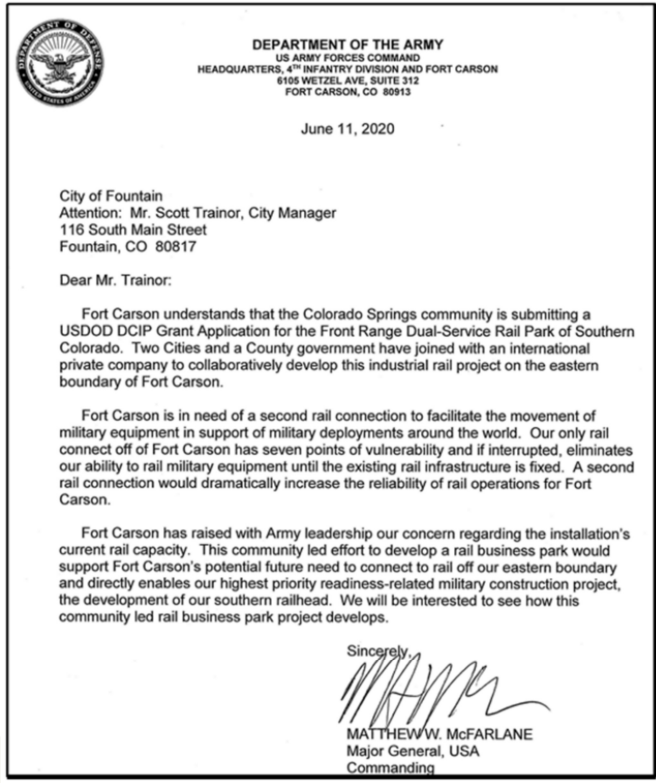 DEPARTMENT OF DEFENSE
UNITED STATES OF AMERICA
DEPARTMENT OF THE ARMY
US ARMY FORCES COMMAND
HEADQUARTERS, 4TH INFANTRY DIVISION AND FORT CARSON
6105 WETZEL AVE, SUITE 312
FORT CARSON, CO 80913
June 11, 2020
City of Fountain
Attention: Mr. Scott Trainor, City Manager
116 South Main Street
Fountain, CO 80817
Dear Mr. Trainor:
Fort Carson understands that the Colorado Springs community is submitting a
USDOD DCIP Grant Application for the Front Range Dual-Service Rail Park of Southern
Colorado. Two Cities and a County government have joined with an international
private company to collaboratively develop this industrial rail project on the eastern
boundary of Fort Carson.
Fort Carson is in need of a second rail connection to facilitate the movement of
military equipment in support of military deployments around the world. Our only rail
connect off of Fort Carson has seven points of vulnerability and if interrupted, eliminates
our ability to rail military equipment until the existing rail infrastructure is fixed. A second
rail connection would dramatically increase the reliability of rail operations for Fort
Carson.
Fort Carson has raised with Army leadership our concern regarding the installation's
current rail capacity. This community led effort to develop a rail business park would
support Fort Carson's potential future need to connect to rail off our eastern boundary
and directly enables our highest priority readiness-related military construction project,
the development of our southern railhead. We will be interested to see how this
community led rail business park project develops.
Sincerely,
MATTHEW W. McFARLANE
Major General, USA
Commanding